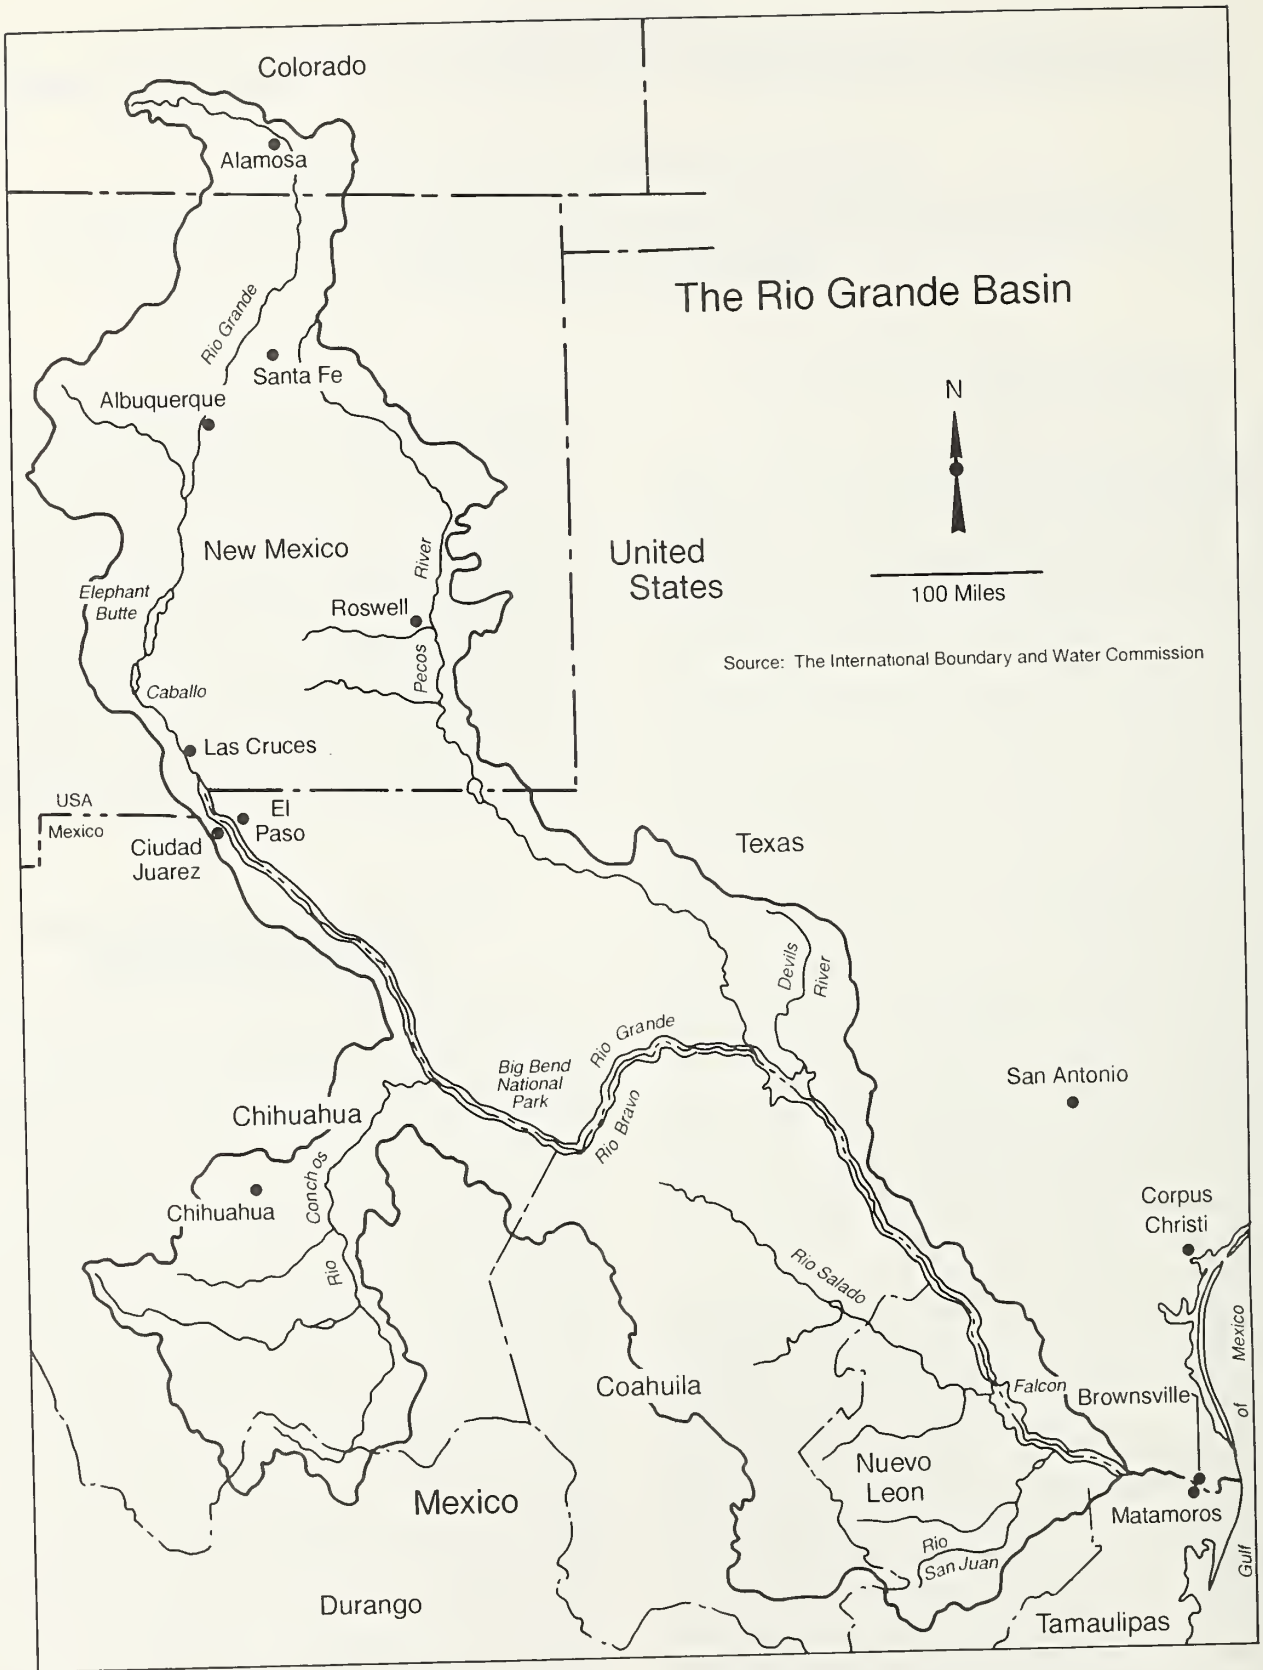 Colorado
Alamosa
The Rio Grande Basin
Rio Grande
Santa Fe
Albuquerque
N
New Mexico
United
States
River
Pecos
100 Miles
Elephant
Butte
Roswell
Source: The International Boundary and Water Commission
Caballo
Las Cruces
USA
Mexico
El
Paso
Ciudad
Juarez
Texas
Devils
River
Rio Grande
Big Bend
National
Park
Rio Bravo
San Antonio
Chihuahua
Conchos
Rio
Chihuahua
Corpus
Christi
Rio Salado
Gulf of Mexico
Coahuila
Falcon
Brownsville
Nuevo
Leon
Mexico
Matamoros
Rio
San Juan
Durango
Tamaulipas